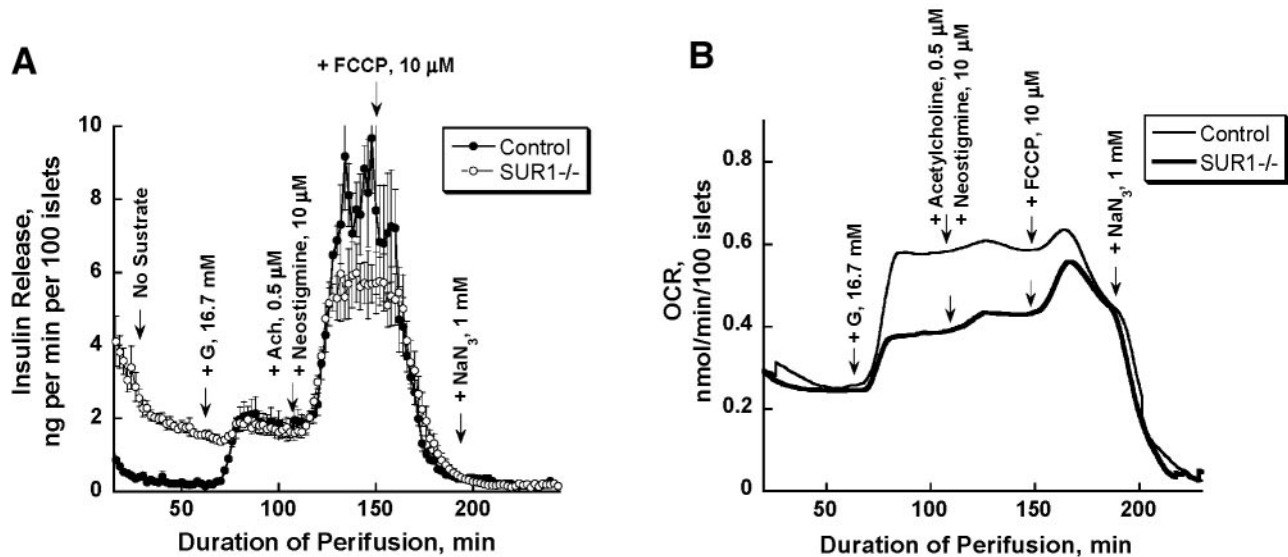 A
+ FCCP, 10 µM
Control
SUR1-/-
No Sustrate
+ G, 16.7 mM
+ Ach, 0.5 µM
+ Neostigmine, 10 µM
+ NaN3, 1 mM
Insulin Release,
ng per min per 100 islets
10
8
6
4
2
0
50
100
150
200
Duration of Perifusion, min
B
+ Acetylcholine, 0.5 µM
+ Neostigmine, 10 µM
+ FCCP, 10 µM
+ NaN3, 1 mM
+ G, 16.7 mM
Control
SUR1-/-
OCR,
nmol/min/100 islets
0.8
0.6
0.4
0.2
0
50
100
150
200
Duration of Perifusion, min